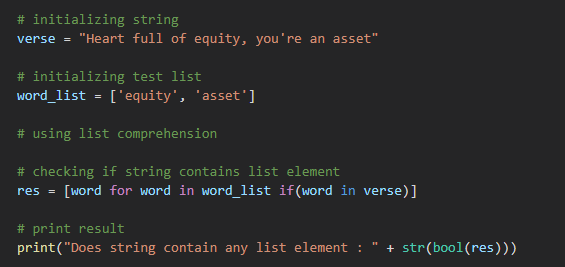 # initializing string
verse = "Heart full of equity, you're an asset"
# initializing test list
word_list = ['equity', 'asset']
# using list comprehension
# checking if string contains list element
res = [word for word in word_list if(word in verse)]
# print result
print("Does string contain any list element : " + str(bool(res)))